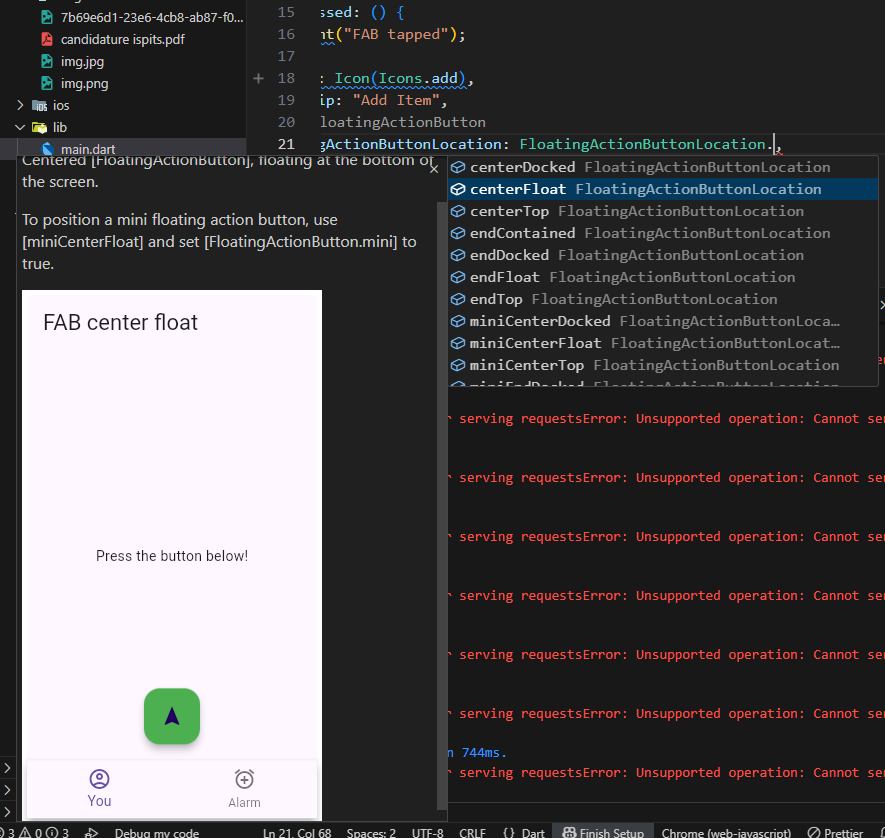 7b69e6d1-23e6-4cb8-ab87-f0...
candidature ispits.pdf
img.jpg
img.png
ios
lib
main.dart
15 ssed: () {
16 nt("FAB tapped");
17
18 : Icon(Icons.add),
19 ip: "Add Item",
20 loatingActionButton
21 gActionButtonLocation: FloatingActionButtonLocation.,
Centered [FloatingActionButton], floating at the bottom of
the screen.
To position a mini floating action button, use
[miniCenterFloat] and set [FloatingActionButton.mini] to
true.
FAB center float
Press the button below!
You
Alarm
centerDocked FloatingActionButtonLocation
centerFloat FloatingActionButtonLocation
centerTop FloatingActionButtonLocation
endContained FloatingActionButtonLocation
endDocked FloatingActionButtonLocation
endFloat FloatingActionButtonLocation
endTop FloatingActionButtonLocation
miniCenterDocked FloatingActionButtonLoca…
miniCenterFloat FloatingActionButtonLocat…
miniCenterTop FloatingActionButtonLocation
miniEndDocked FloatingActionButtonLocation
r serving requestsError: Unsupported operation: Cannot se
r serving requestsError: Unsupported operation: Cannot se
r serving requestsError: Unsupported operation: Cannot se
r serving requestsError: Unsupported operation: Cannot se
r serving requestsError: Unsupported operation: Cannot se
r serving requestsError: Unsupported operation: Cannot se
n 744ms.
r serving requestsError: Unsupported operation: Cannot se
3 0 3 Debug my code Ln 21, Col 68 Spaces: 2 UTF-8 CRLF {} Dart Finish Setup Chrome (web-javascript) Prettier